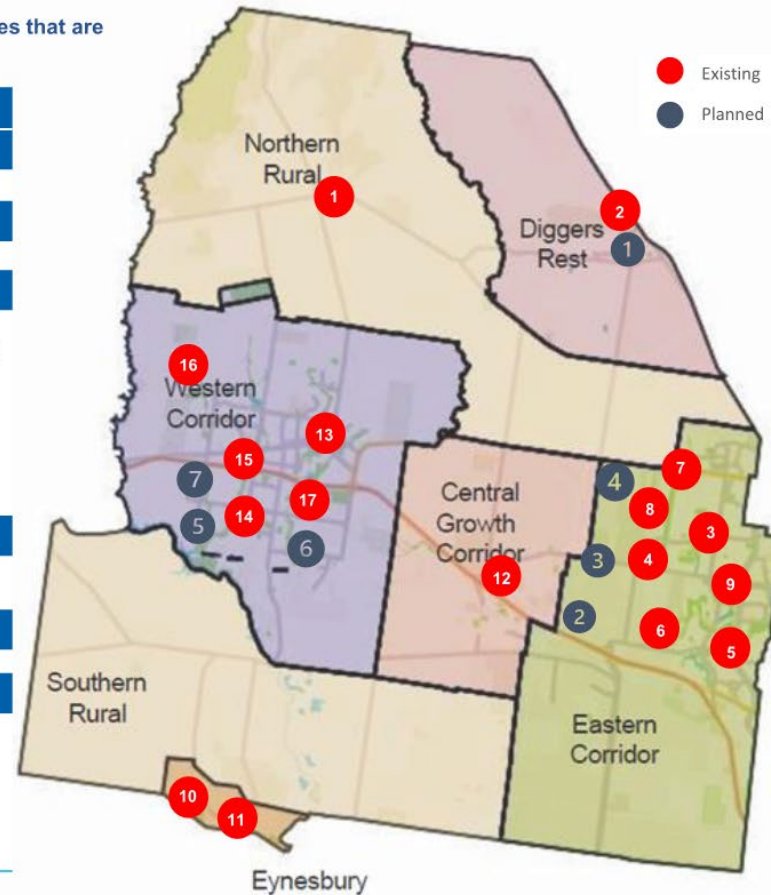 es that are
Existing
Planned
Northern
Rural
1
2
Diggers
Rest
1
16
Western
Corridor
13
15
7
14
17
5
6
Central
Growth
Corridor
12
4
7
8
3
3
4
9
2
6
5
Southern
Rural
Eastern
Corridor
10
11
Eynesbury